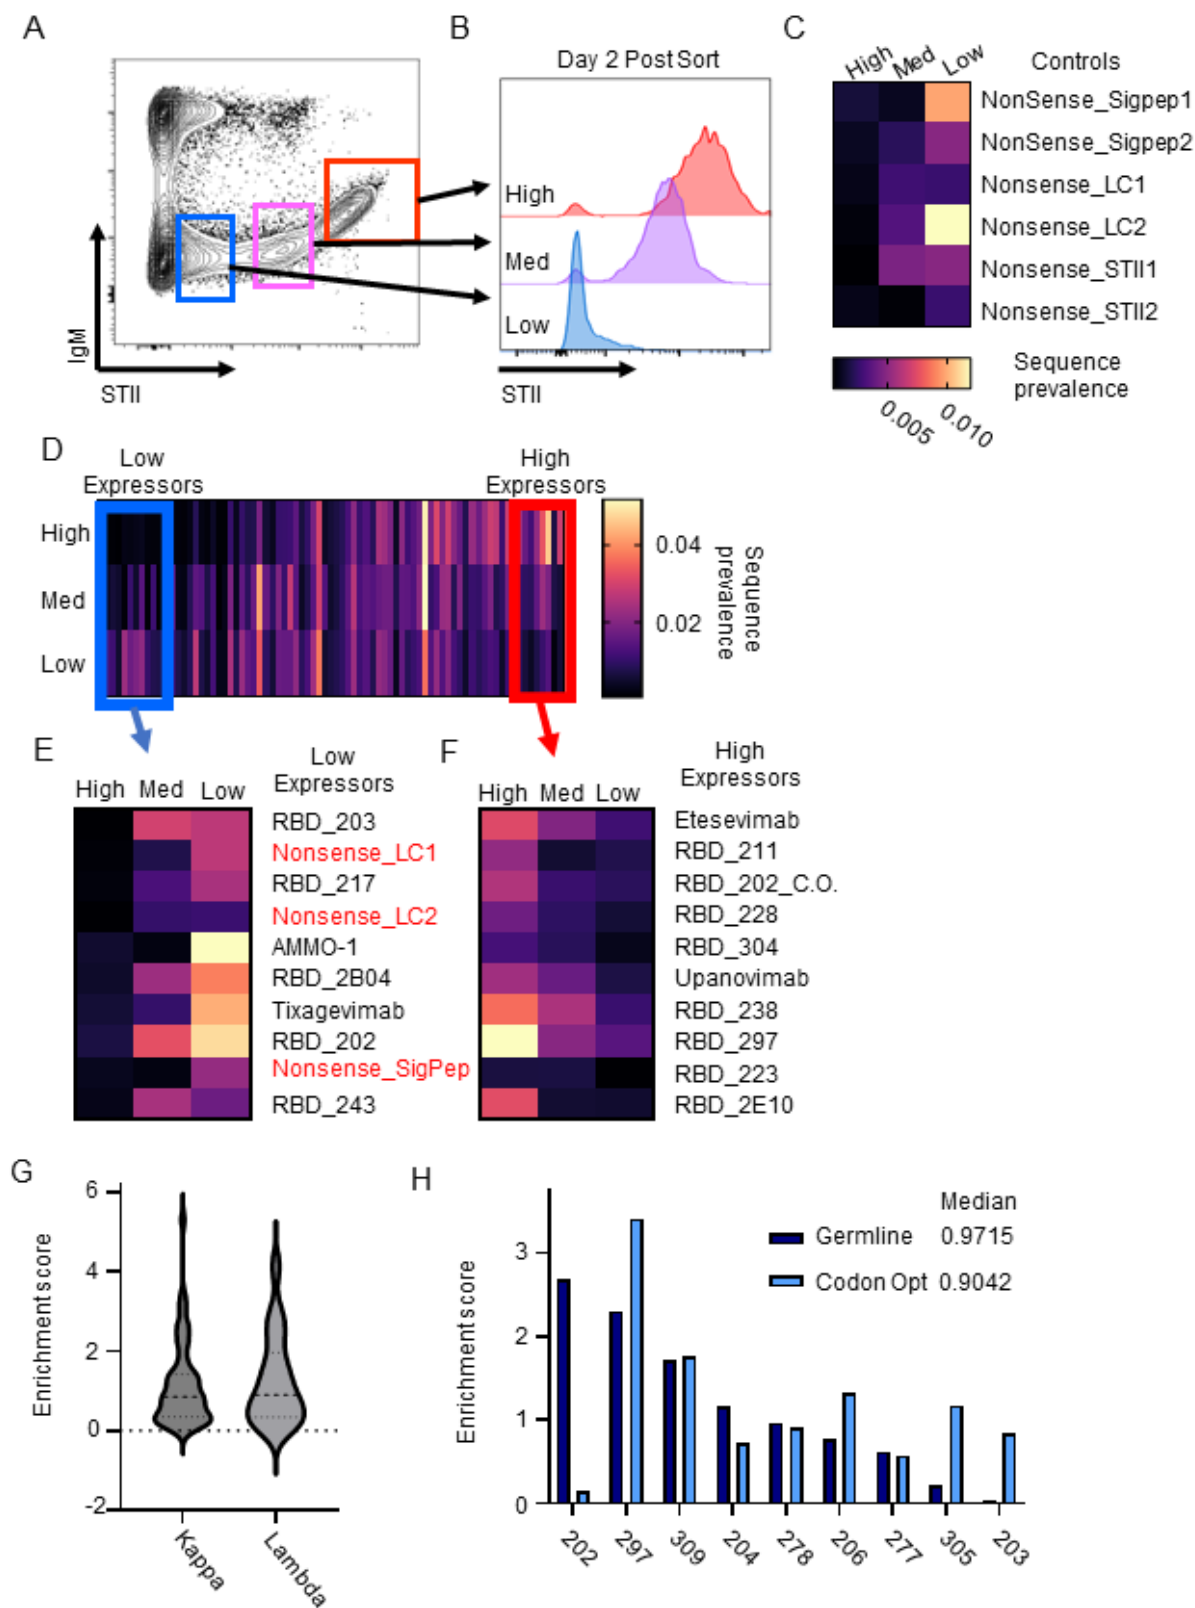 A
IgM
STII
B
Day 2 Post Sort
High
Med
Low
STII
C
High
Med
Low
Controls
NonSense_Sigpep1
NonSense_Sigpep2
Nonsense_LC1
Nonsense_LC2
Nonsense_STII1
Nonsense_STII2
0.005
0.010
Sequence
prevalence
D
Low
Expressors
High
Expressors
High
Med
Low
0.04
0.02
Sequence
prevalence
E
High Med Low
Low
Expressors
RBD_203
Nonsense_LC1
RBD_217
Nonsense_LC2
AMMO-1
RBD_2B04
Tixagevimab
RBD_202
Nonsense_SigPep
RBD_243
F
High Med Low
High
Expressors
Etesevimab
RBD_211
RBD_202_C.O.
RBD_228
RBD_304
Upanovimab
RBD_238
RBD_297
RBD_223
RBD_2E10
G
Enrichment score
6
4
2
0
-2
Kappa
Lambda
H
Enrichment score
3
2
1
0
Median
Germline 0.9715
Codon Opt 0.9042
202
297
309
204
278
206
277
305
203